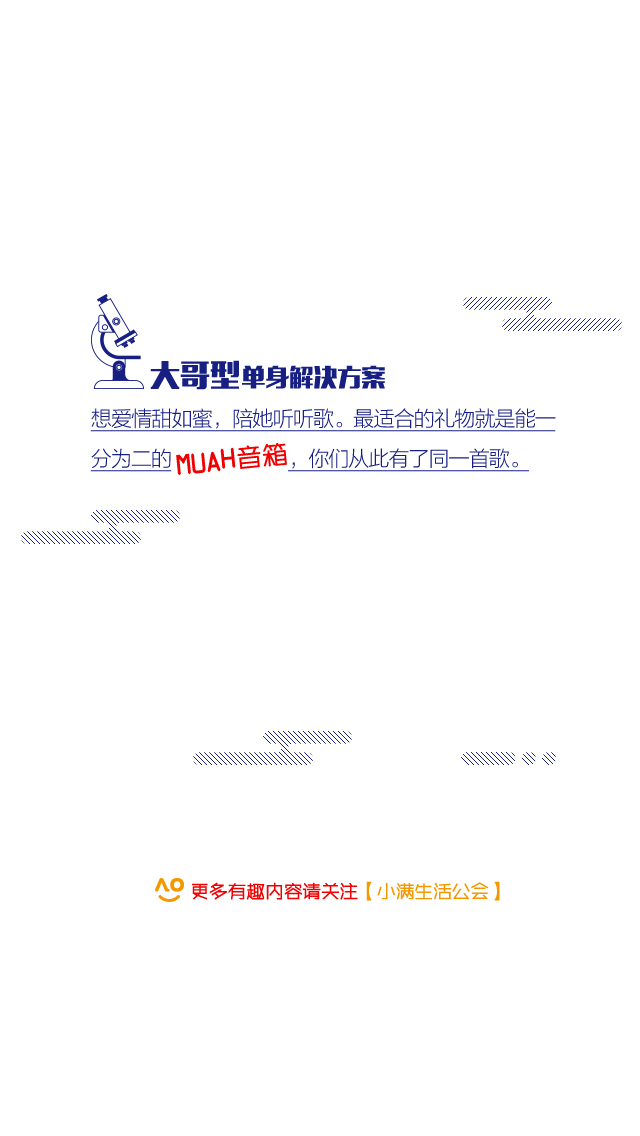 大哥型单身解决方案
想爱情甜如蜜，陪她听听歌。最适合的礼物就是能一
分为二的MUAH音箱，你们从此有了同一首歌。
更多有趣内容请关注【小满生活公会】